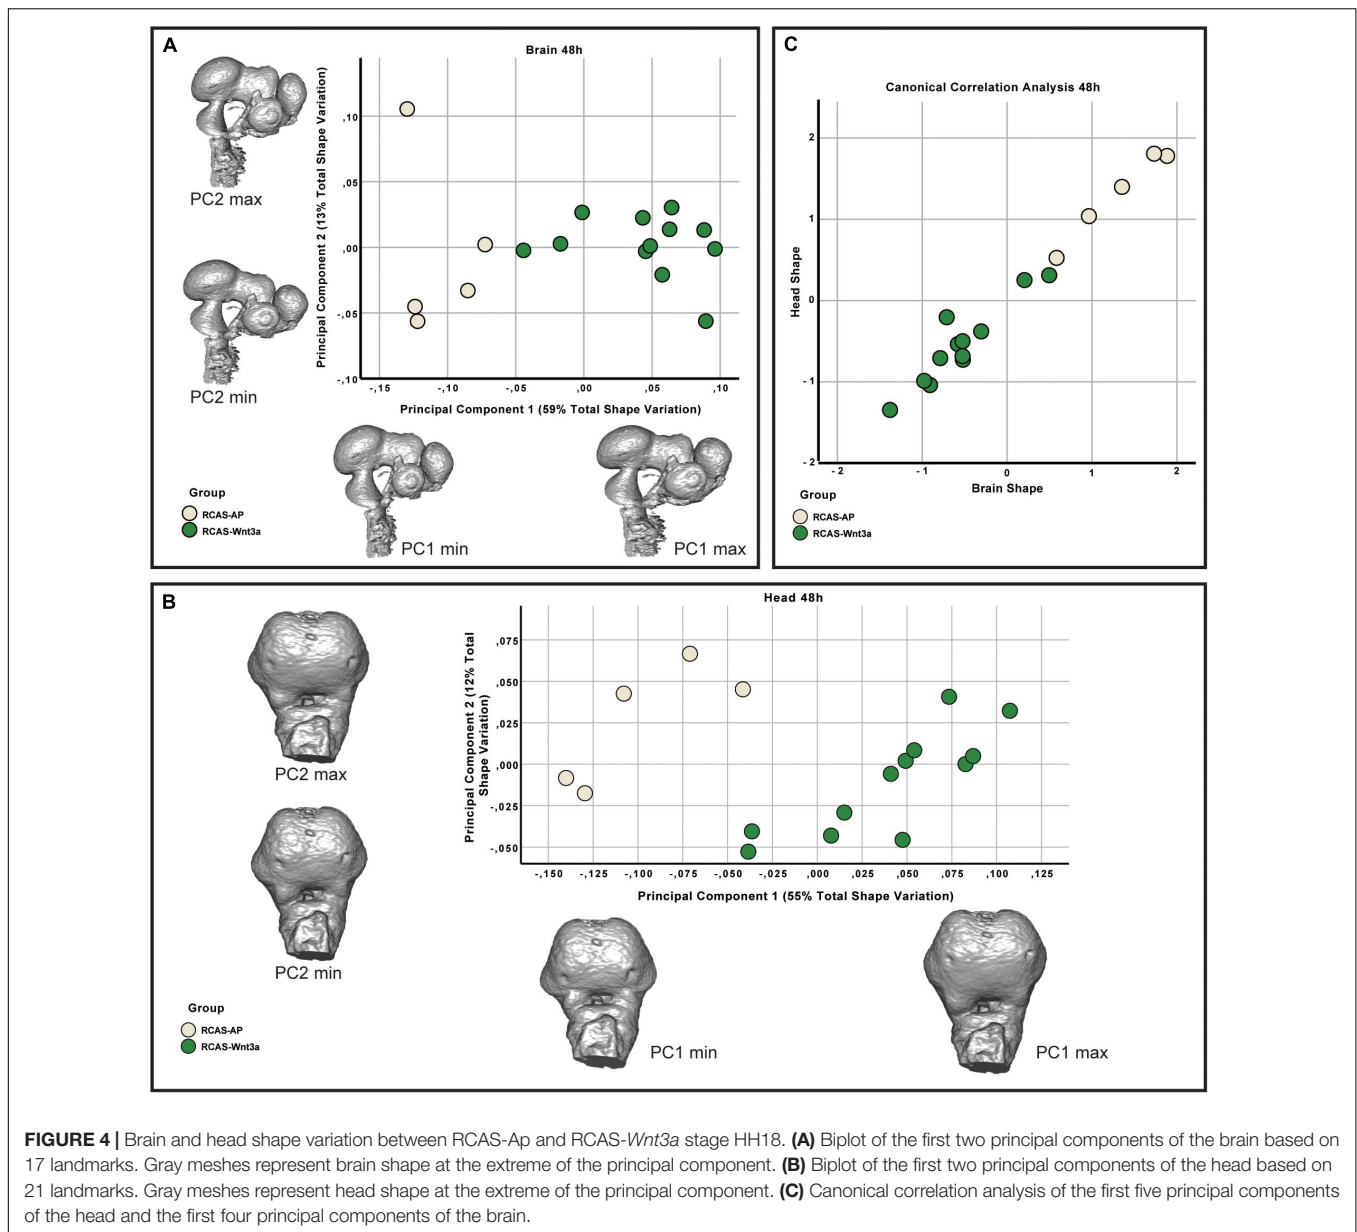 A
Brain 48h
Principal Component 2 (13% Total Shape Variation)
,10
,05
,00
-,05
-,10
-,15
-,10
-,05
,00
,05
,10
Principal Component 1 (59% Total Shape Variation)
PC2 max
PC2 min
PC1 min
PC1 max
Group
RCAS-AP
RCAS-Wnt3a
C
Canonical Correlation Analysis 48h
Head Shape
2
1
0
- 1
- 2
- 2
- 1
0
1
2
Brain Shape
Group
RCAS-AP
RCAS-Wnt3a
B
Head 48h
Principal Component 2 (12% Total
Shape Variation)
,075
,050
,025
,000
-,025
-,050
-,150
-,125
-,100
-,075
-,050
-,025
,000
,025
,050
,075
,100
,125
Principal Component 1 (55% Total Shape Variation)
PC2 max
PC2 min
PC1 min
PC1 max
Group
RCAS-AP
RCAS-Wnt3a
FIGURE 4 | Brain and head shape variation between RCAS-Ap and RCAS-Wnt3a stage HH18. (A) Biplot of the first two principal components of the brain based on
17 landmarks. Gray meshes represent brain shape at the extreme of the principal component. (B) Biplot of the first two principal components of the head based on
21 landmarks. Gray meshes represent head shape at the extreme of the principal component. (C) Canonical correlation analysis of the first five principal components
of the head and the first four principal components of the brain.